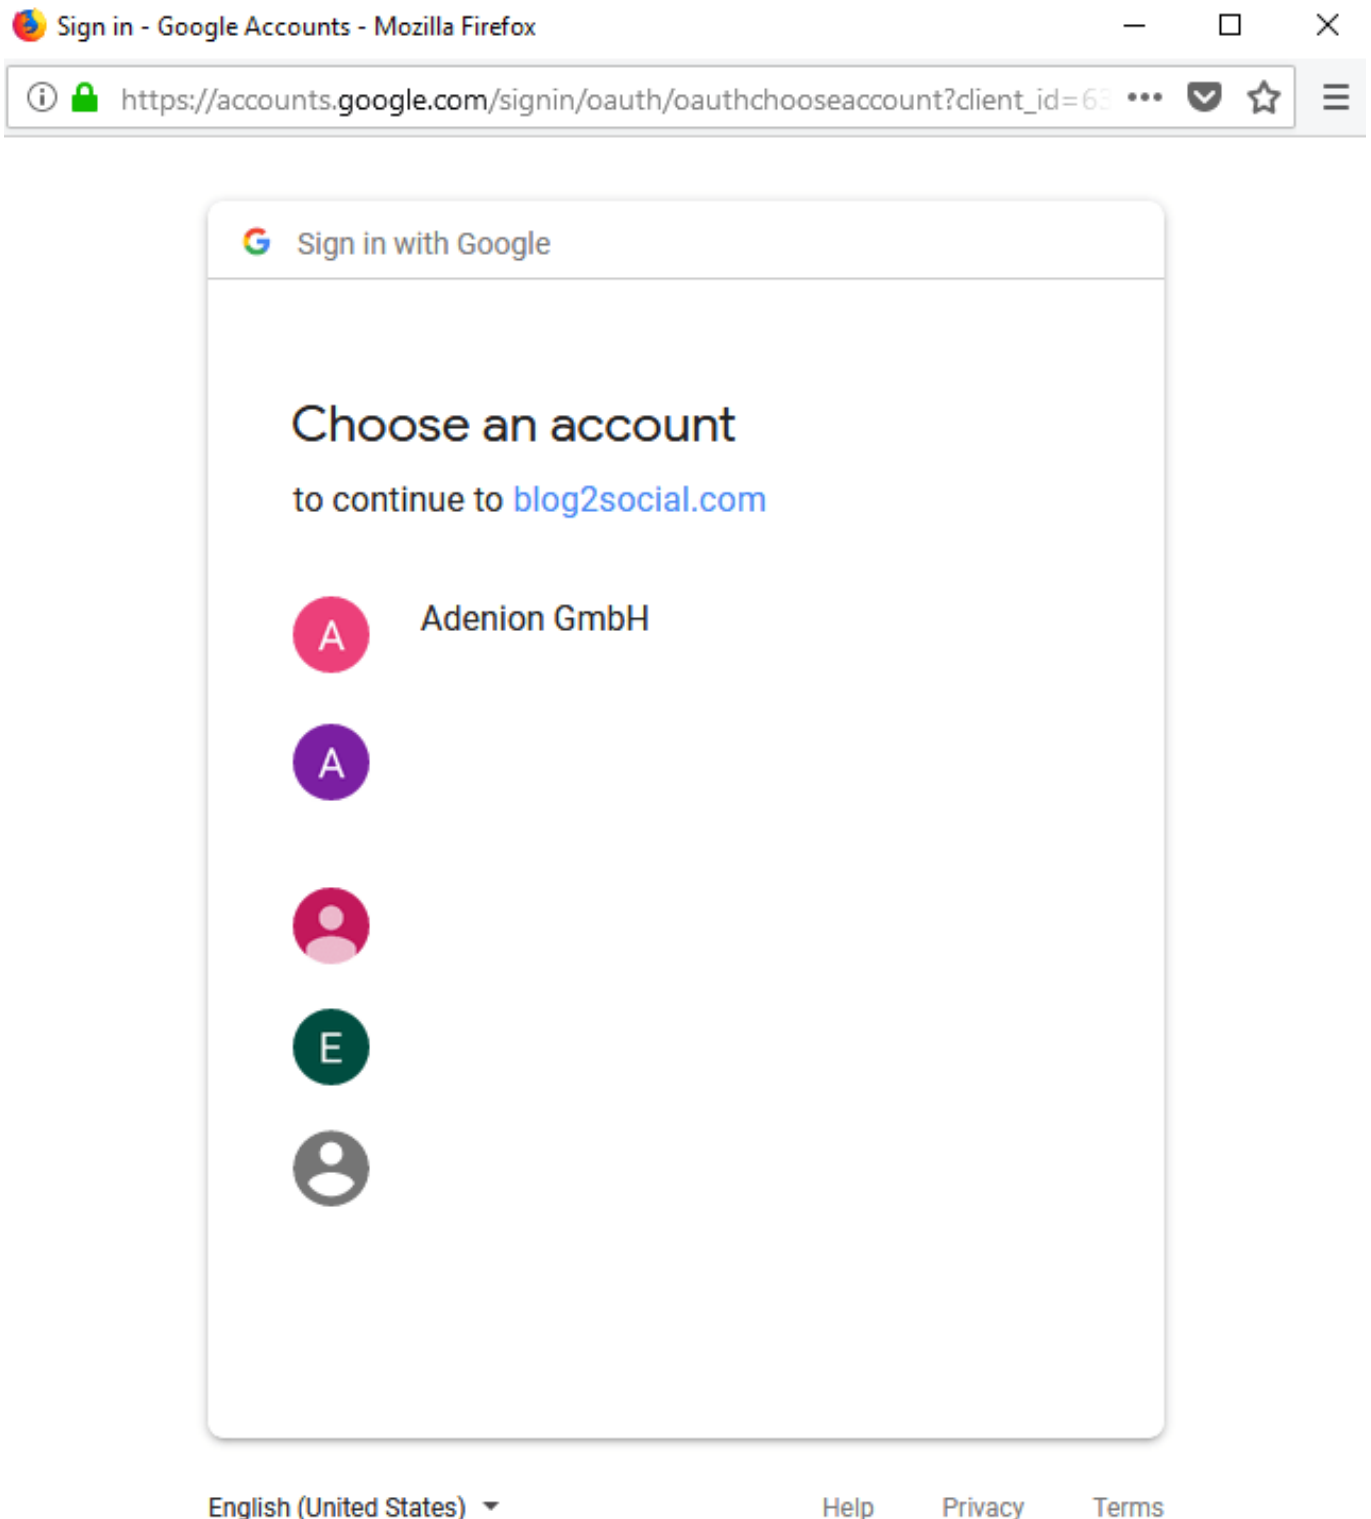 Sign in - Google Accounts - Mozilla Firefox
https://accounts.google.com/signin/oauth/oauthchooseaccount?client_id=63
Sign in with Google
Choose an account
to continue to blog2social.com
A Adenion GmbH
A
E
English (United States) Help Privacy Terms